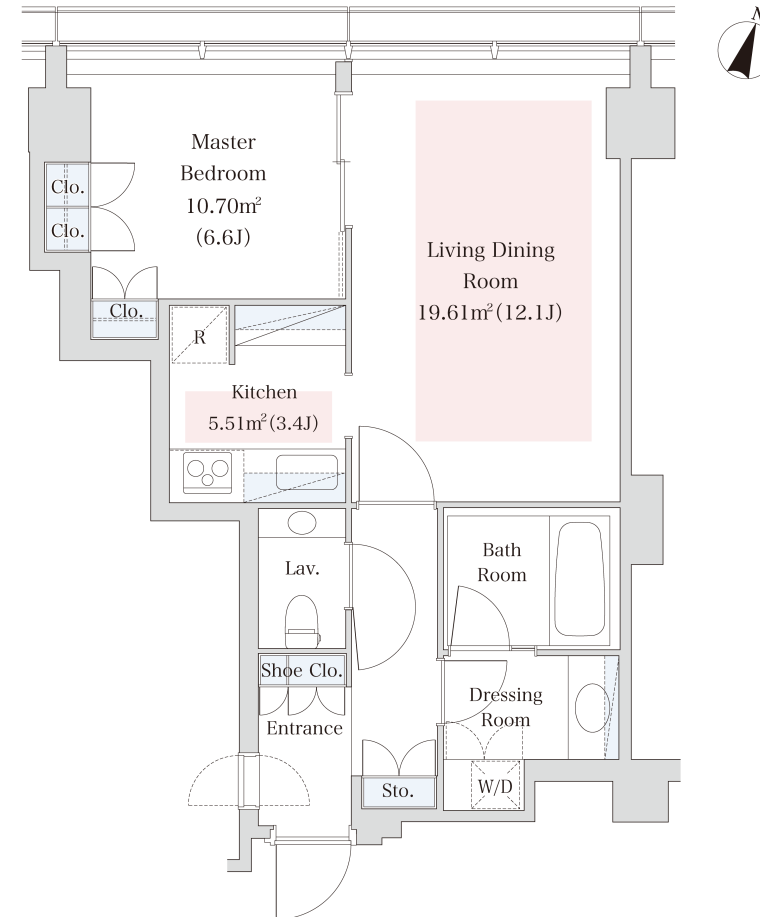 N
Master
Bedroom
10.70m²
(6.6J)
Clo.
Clo.
Clo.
Living Dining
Room
19.61m²(12.1J)
R
Kitchen
5.51m²(3.4J)
Lav.
Bath
Room
Shoe Clo.
Entrance
Dressing
Room
Sto.
W/D